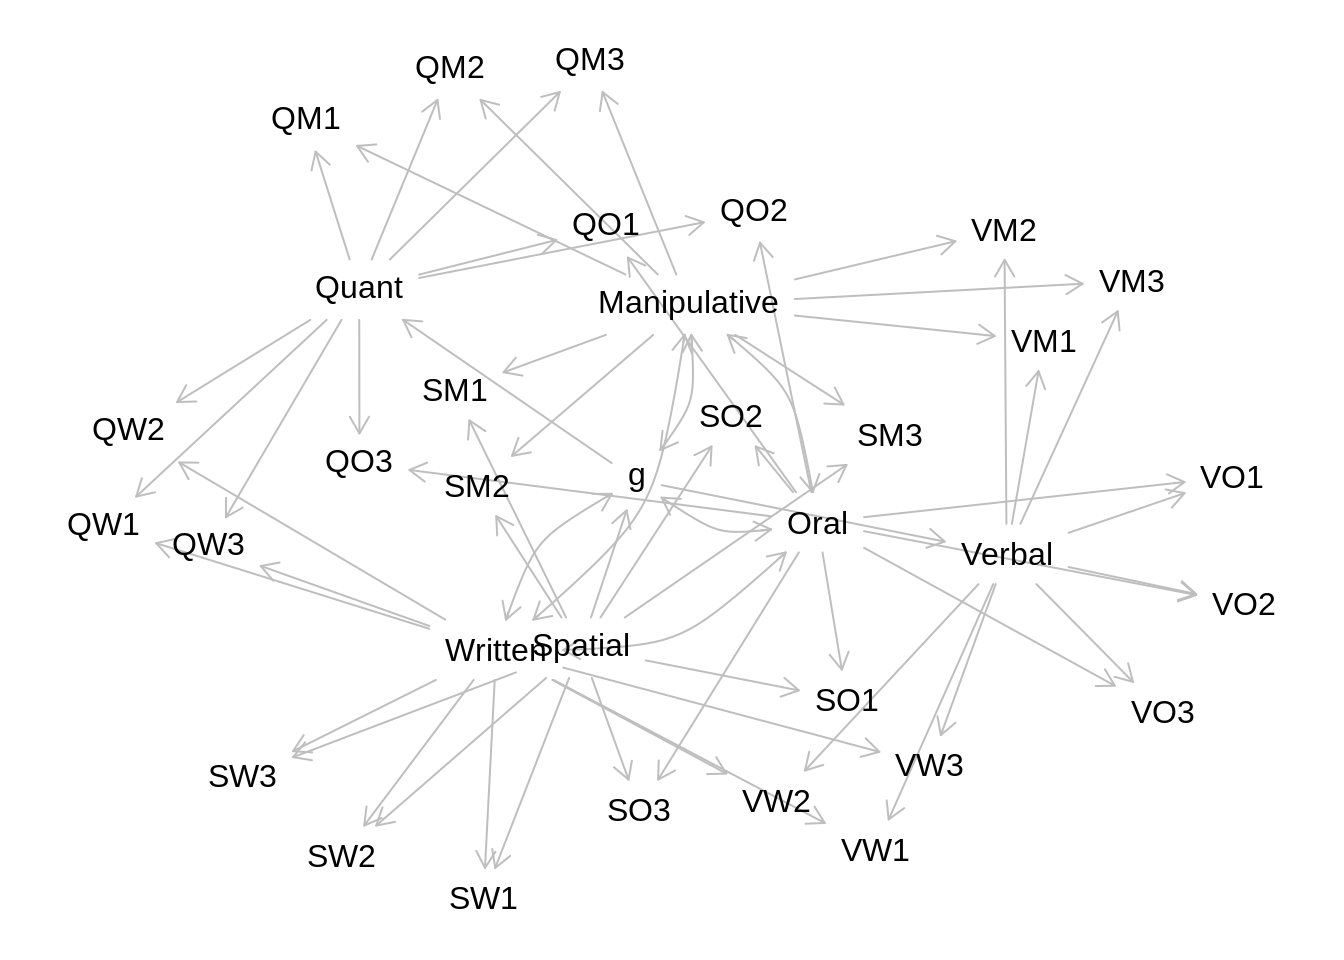 QM3
QM2
QM1
QO2
QO1
VM2
VM3
Quant
Manipulative
VM1
SM1
SO2
QW2
SM3
QO3
g
VO1
SM2
QW1
Oral
QW3
Verbal
VO2
Written
Spatial
SO1
VO3
VW3
SW3
VW2
SO3
VW1
SW2
SW1